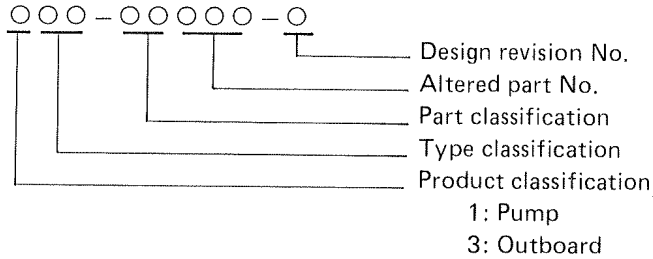 ○○○-○○○○○-○
Design revision No.
Altered part No.
Part classification
Type classification
Product classification
1: Pump
3: Outboard